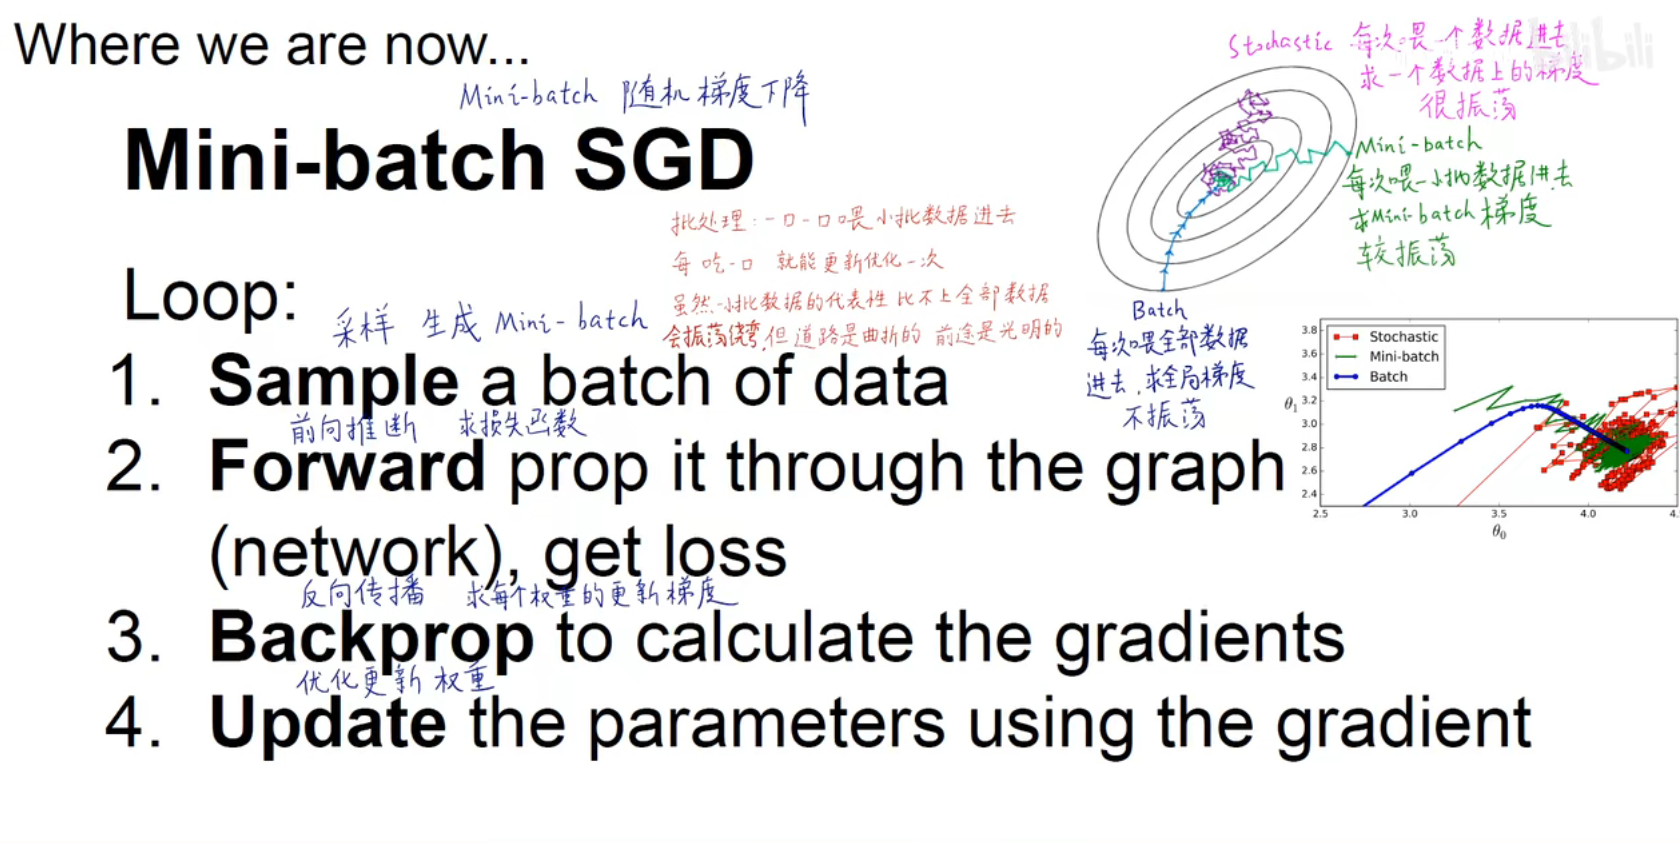 Where we are now...
Mini-batch 随机梯度下降
Mini-batch SGD
批处理：一口一口喂小批数据进去
每吃一口 就能更新优化一次
虽然小批数据的代表性比不上全部数据
会振荡绕弯,但道路是曲折的 前途是光明的
Loop:
采样 生成 Mini-batch
1. Sample a batch of data
前向推断 求损失函数
2. Forward prop it through the graph
(network), get loss
反向传播 求每个权重的更新梯度
3. Backprop to calculate the gradients
优化更新权重
4. Update the parameters using the gradient
Stochastic 每次喂一个数据进去
求一个数据上的梯度
很振荡
bilibili
Mini-batch
每次喂一小批数据进去
求Mini-batch梯度
较振荡
Batch
每次喂全部数据
进去,求全局梯度
不振荡
Stochastic
Mini-batch
Batch
3.8
3.6
3.4
3.2
3.0
2.8
2.6
2.4
θ1
2.5 3.0 3.5 4.0 4.
θ0